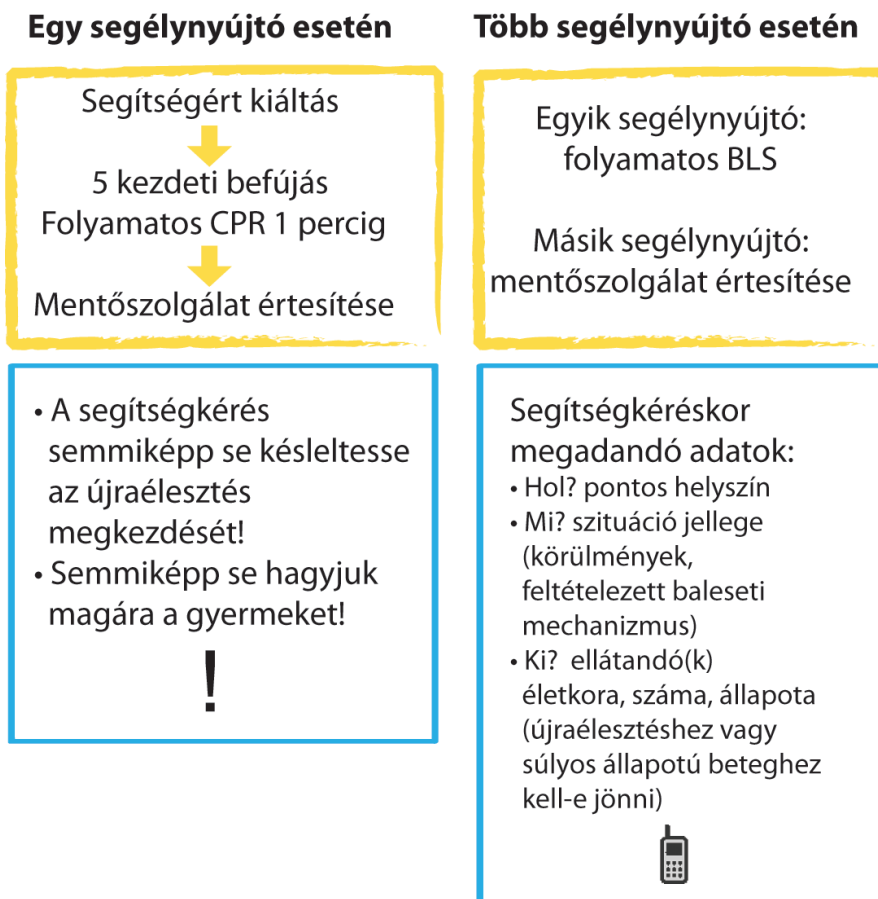 Egy segélynyújtó esetén
Segítségért kiáltás
5 kezdeti befújás
Folyamatos CPR 1 percig
Mentőszolgálat értesítése
• A segítségkérés
semmiképp se késleltesse
az újraélesztés
megkezdését!
• Semmiképp se hagyjuk
magára a gyermeket!
!
Több segélynyújtó esetén
Egyik segélynyújtó:
folyamatos BLS
Másik segélynyújtó:
mentőszolgálat értesítése
Segítségkéréskor
megadandó adatok:
• Hol? pontos helyszín
• Mi? szituáció jellege
(körülmények,
feltételezett baleseti
mechanizmus)
• Ki? ellátandó(k)
életkora, száma, állapota
(újraélesztéshez vagy
súlyos állapotú beteghez
kell-e jönni)